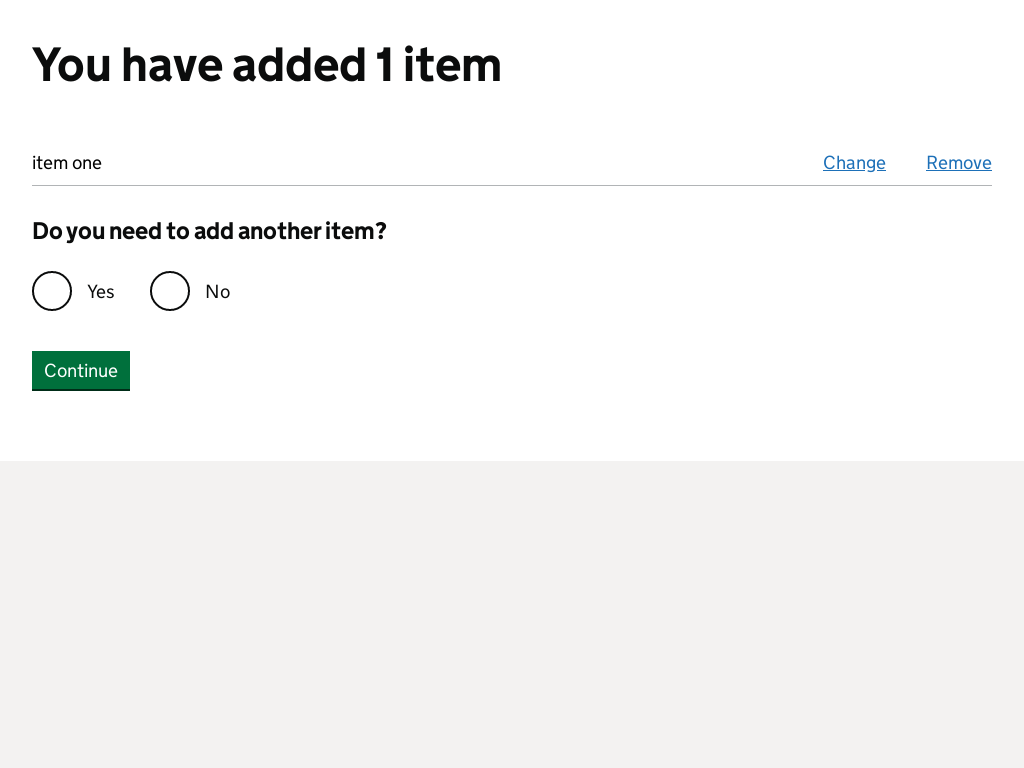 You have added 1 item
item one Change Remove
Do you need to add another item?
Yes No
Continue